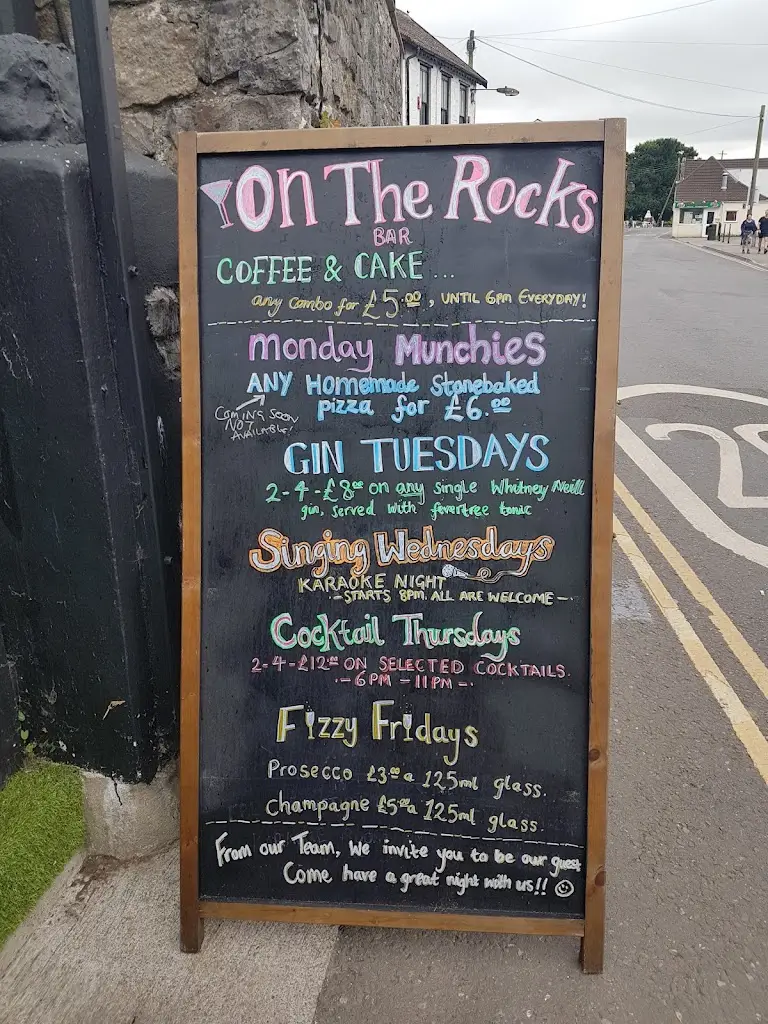 On The Rocks
BAR
COFFEE & CAKE ...
any combo for £5.00, UNTIL 6PM EVERYDAY!
Monday Munchies
ANY Homemade Stonebaked
pizza for £6.00
COMING SOON
NOT
AVAILABLE!
GIN TUESDAYS
2-4-£8.00 on any single Whitney Neill
gin, served with fevertree tonic
Singing Wednesdays
KARAOKE NIGHT
-STARTS 8PM. ALL ARE WELCOME-
Cocktail Thursdays
2-4-£12.00 ON SELECTED COCKTAILS.
-6PM-11PM-
Fizzy Fridays
Prosecco £3.00 a 125ml glass.
Champagne £5.00 a 125ml glass.
From our Team, We invite you to be our guest
Come have a great night with us!!
20